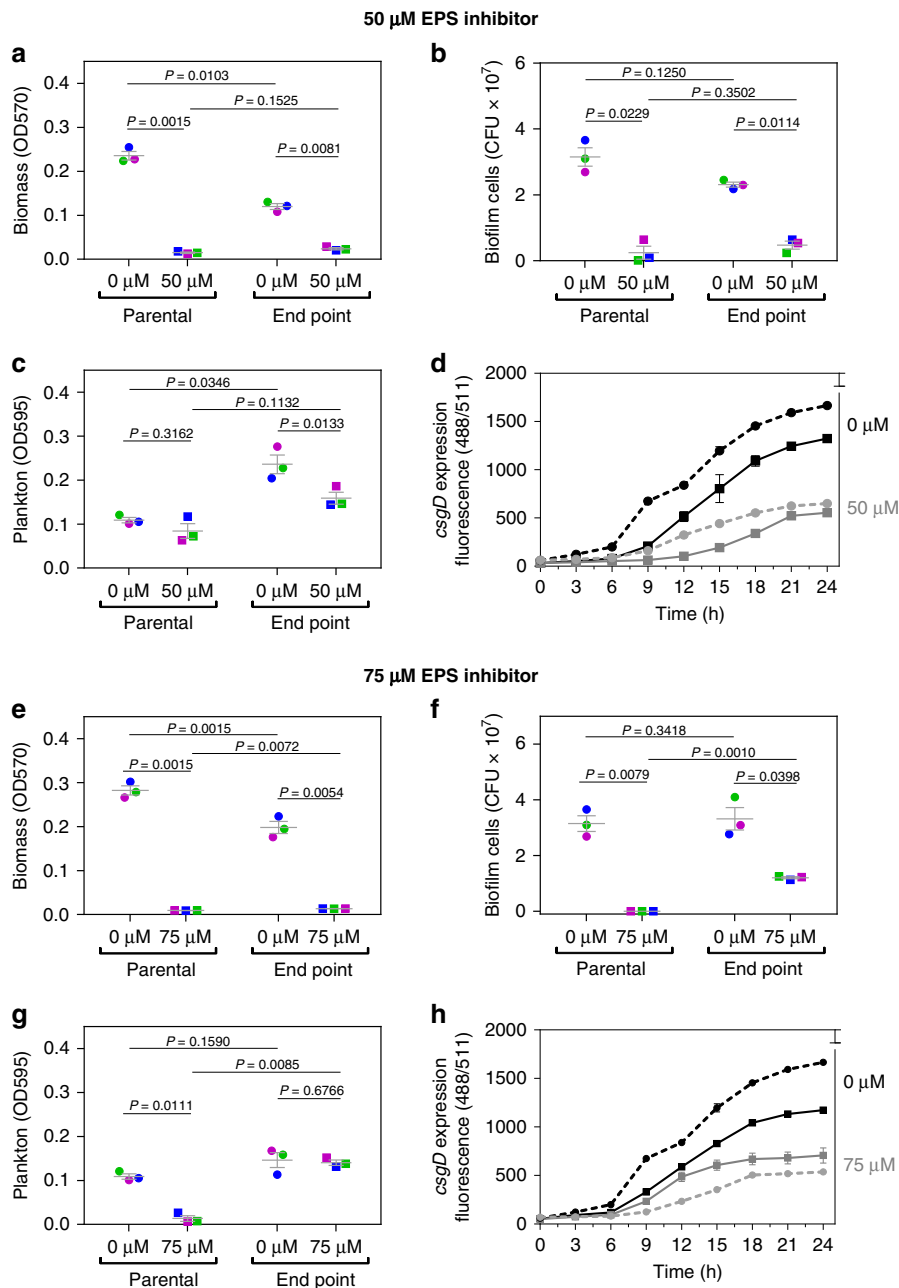 50 μM EPS inhibitor
a
Biomass (OD570)
0.4
0.3
0.2
0.1
0.0
P = 0.0103
P = 0.1525
P = 0.0015
P = 0.0081
0 μM 50 μM 0 μM 50 μM
Parental End point
b
Biofilm cells (CFU × 10⁷)
6
4
2
0
P = 0.1250
P = 0.3502
P = 0.0229
P = 0.0114
0 μM 50 μM 0 μM 50 μM
Parental End point
c
Plankton (OD595)
0.4
0.3
0.2
0.1
0.0
P = 0.0346
P = 0.1132
P = 0.3162
P = 0.0133
0 μM 50 μM 0 μM 50 μM
Parental End point
d
csgD expression
fluorescence (488/511)
2000
1500
1000
500
0
0 μM
50 μM
0 3 6 9 12 15 18 21 24
Time (h)
75 μM EPS inhibitor
e
Biomass (OD570)
0.4
0.3
0.2
0.1
0.0
P = 0.0015
P = 0.0072
P = 0.0015
P = 0.0054
0 μM 75 μM 0 μM 75 μM
Parental End point
f
Biofilm cells (CFU × 10⁷)
6
4
2
0
P = 0.3418
P = 0.0010
P = 0.0079
P = 0.0398
0 μM 75 μM 0 μM 75 μM
Parental End point
g
Plankton (OD595)
0.4
0.3
0.2
0.1
0.0
P = 0.1590
P = 0.0085
P = 0.6766
P = 0.0111
0 μM 75 μM 0 μM 75 μM
Parental End point
h
csgD expression
fluorescence (488/511)
2000
1500
1000
500
0
0 μM
75 μM
0 3 6 9 12 15 18 21 24
Time (h)